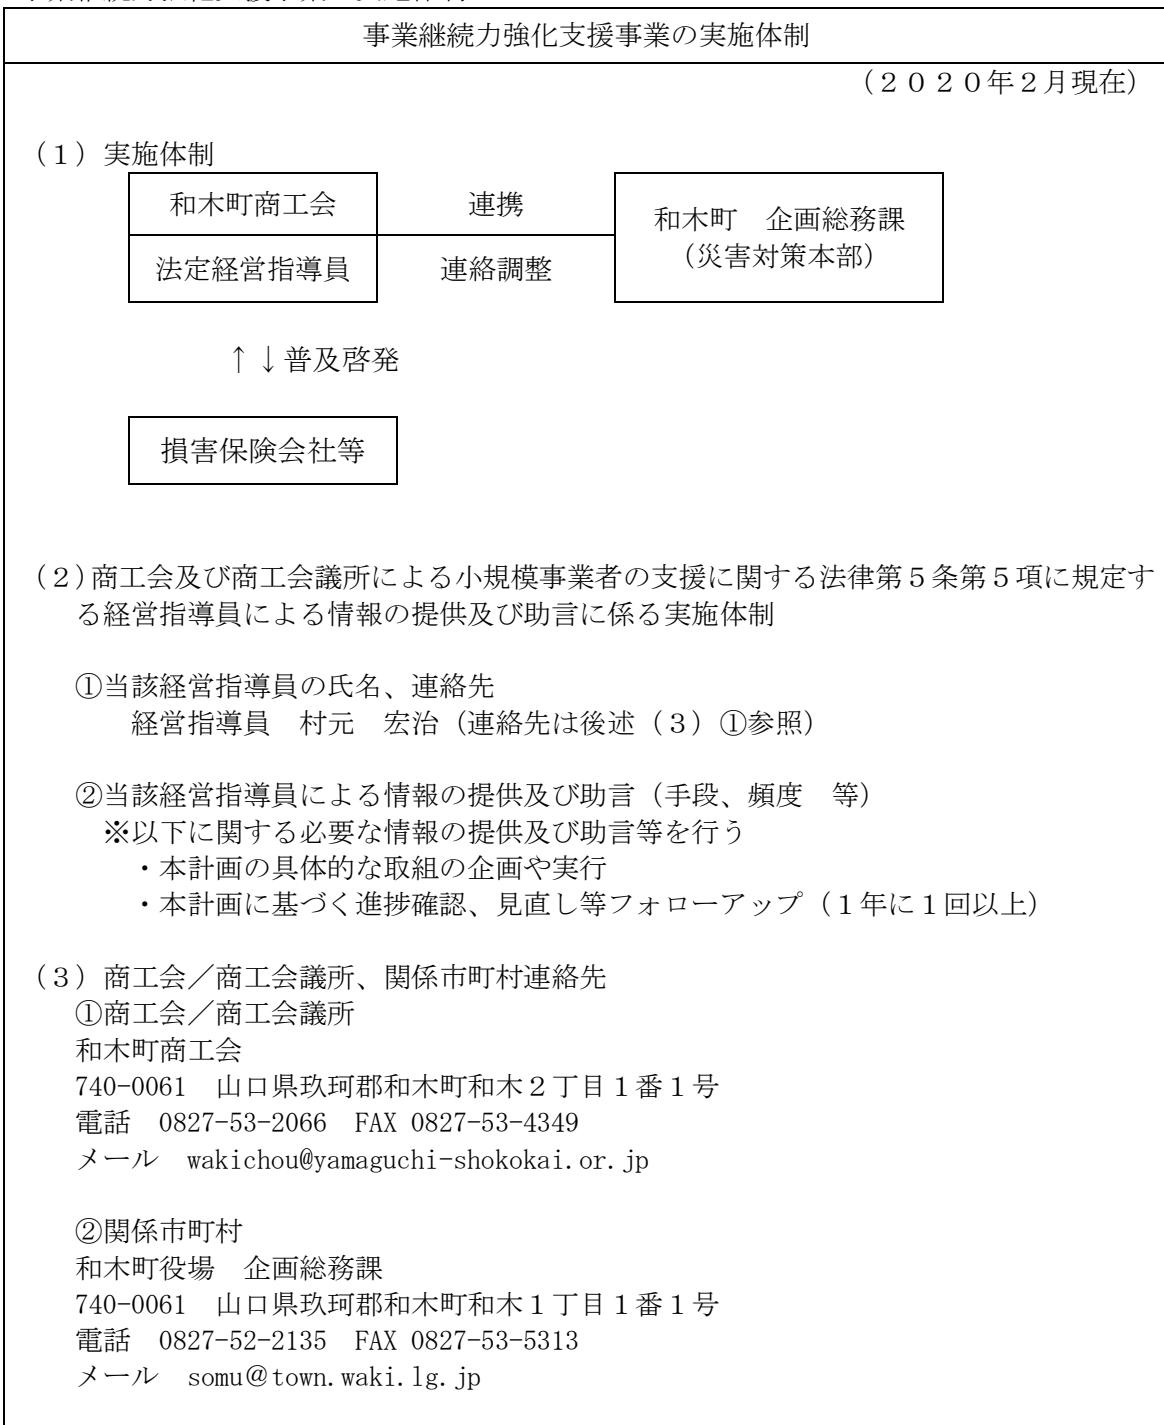 事業継続力強化支援事業の実施体制
（２０２０年２月現在）
（１）実施体制
和木町商工会　連携　和木町　企画総務課
法定経営指導員　連絡調整　（災害対策本部）
↑↓普及啓発
損害保険会社等
（２）商工会及び商工会議所による小規模事業者の支援に関する法律第５条第５項に規定す
る経営指導員による情報の提供及び助言に係る実施体制
①当該経営指導員の氏名、連絡先
経営指導員　村元　宏治（連絡先は後述（３）①参照）
②当該経営指導員による情報の提供及び助言（手段、頻度　等）
※以下に関する必要な情報の提供及び助言等を行う
・本計画の具体的な取組の企画や実行
・本計画に基づく進捗確認、見直し等フォローアップ（１年に１回以上）
（３）商工会／商工会議所、関係市町村連絡先
①商工会／商工会議所
和木町商工会
740-0061　山口県玖珂郡和木町和木２丁目１番１号
電話　0827-53-2066　FAX 0827-53-4349
メール　wakichou@yamaguchi-shokokai.or.jp
②関係市町村
和木町役場　企画総務課
740-0061　山口県玖珂郡和木町和木１丁目１番１号
電話　0827-52-2135　FAX 0827-53-5313
メール　somu＠town.waki.lg.jp